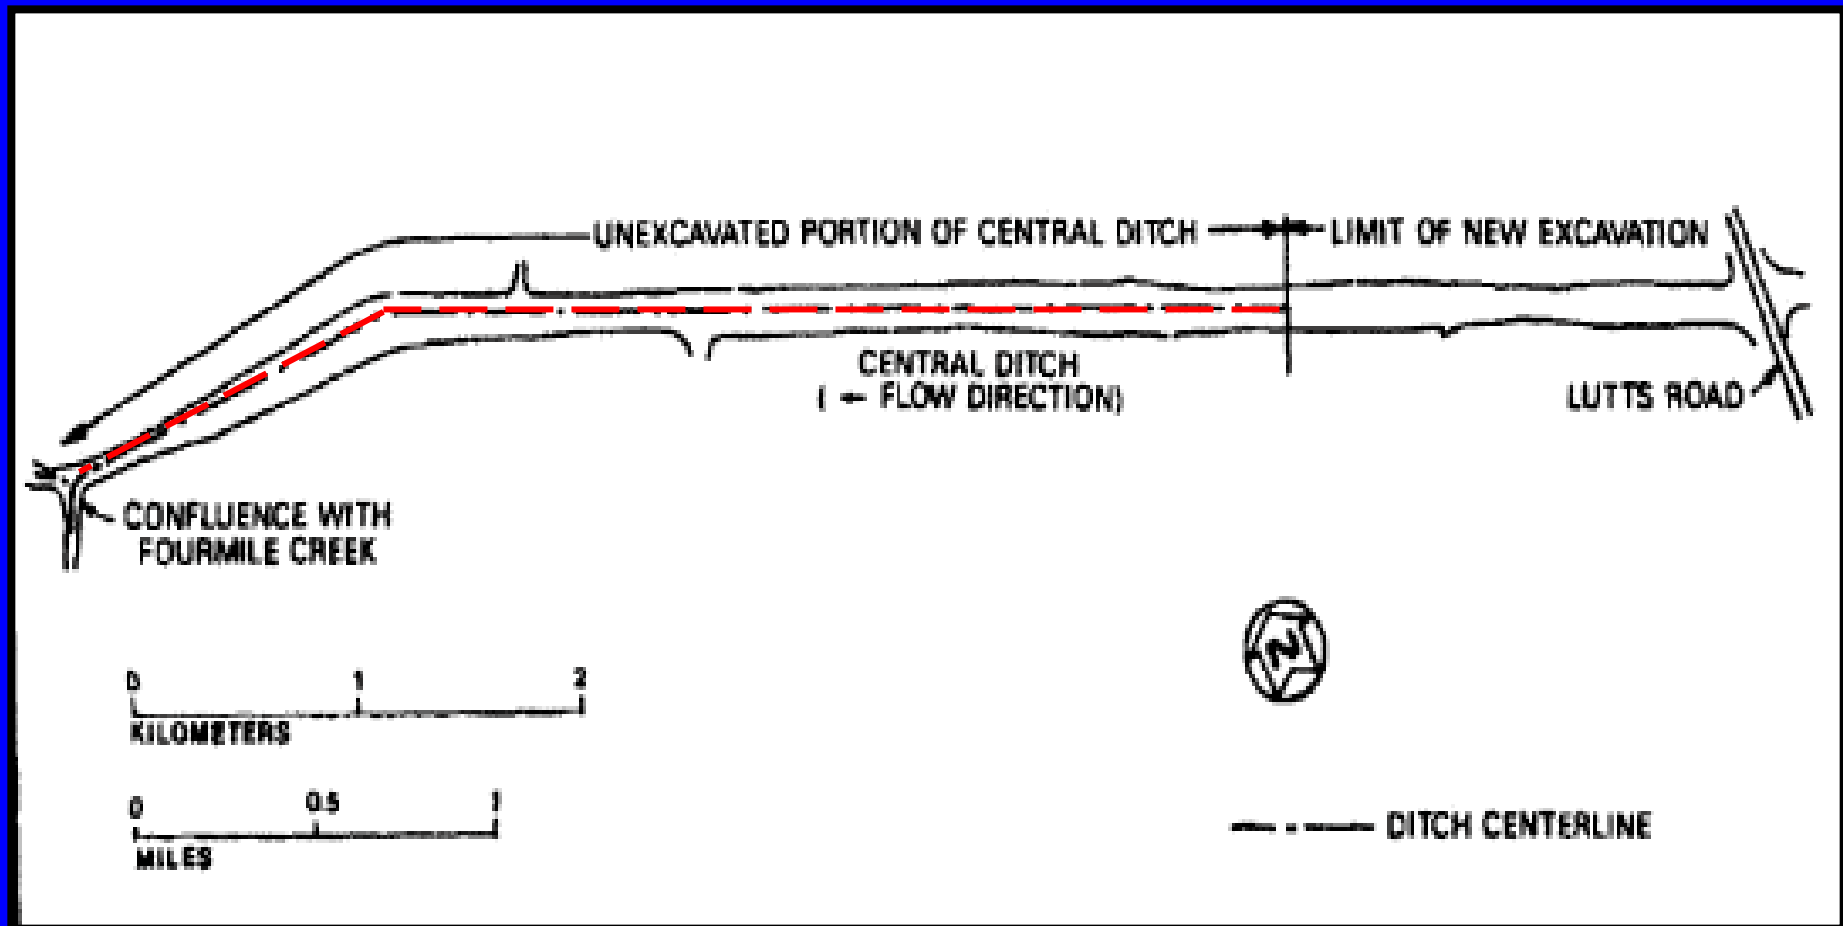 UNEXCAVATED PORTION OF CENTRAL DITCH
LIMIT OF NEW EXCAVATION
CENTRAL DITCH
( ← FLOW DIRECTION)
LUTTS ROAD
CONFLUENCE WITH
FOURMILE CREEK
N
0 1 2
KILOMETERS
0 0.5 1
MILES
DITCH CENTERLINE